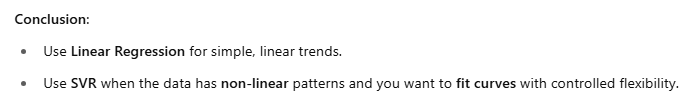 Conclusion:
• Use Linear Regression for simple, linear trends.
• Use SVR when the data has non-linear patterns and you want to fit curves with controlled flexibility.